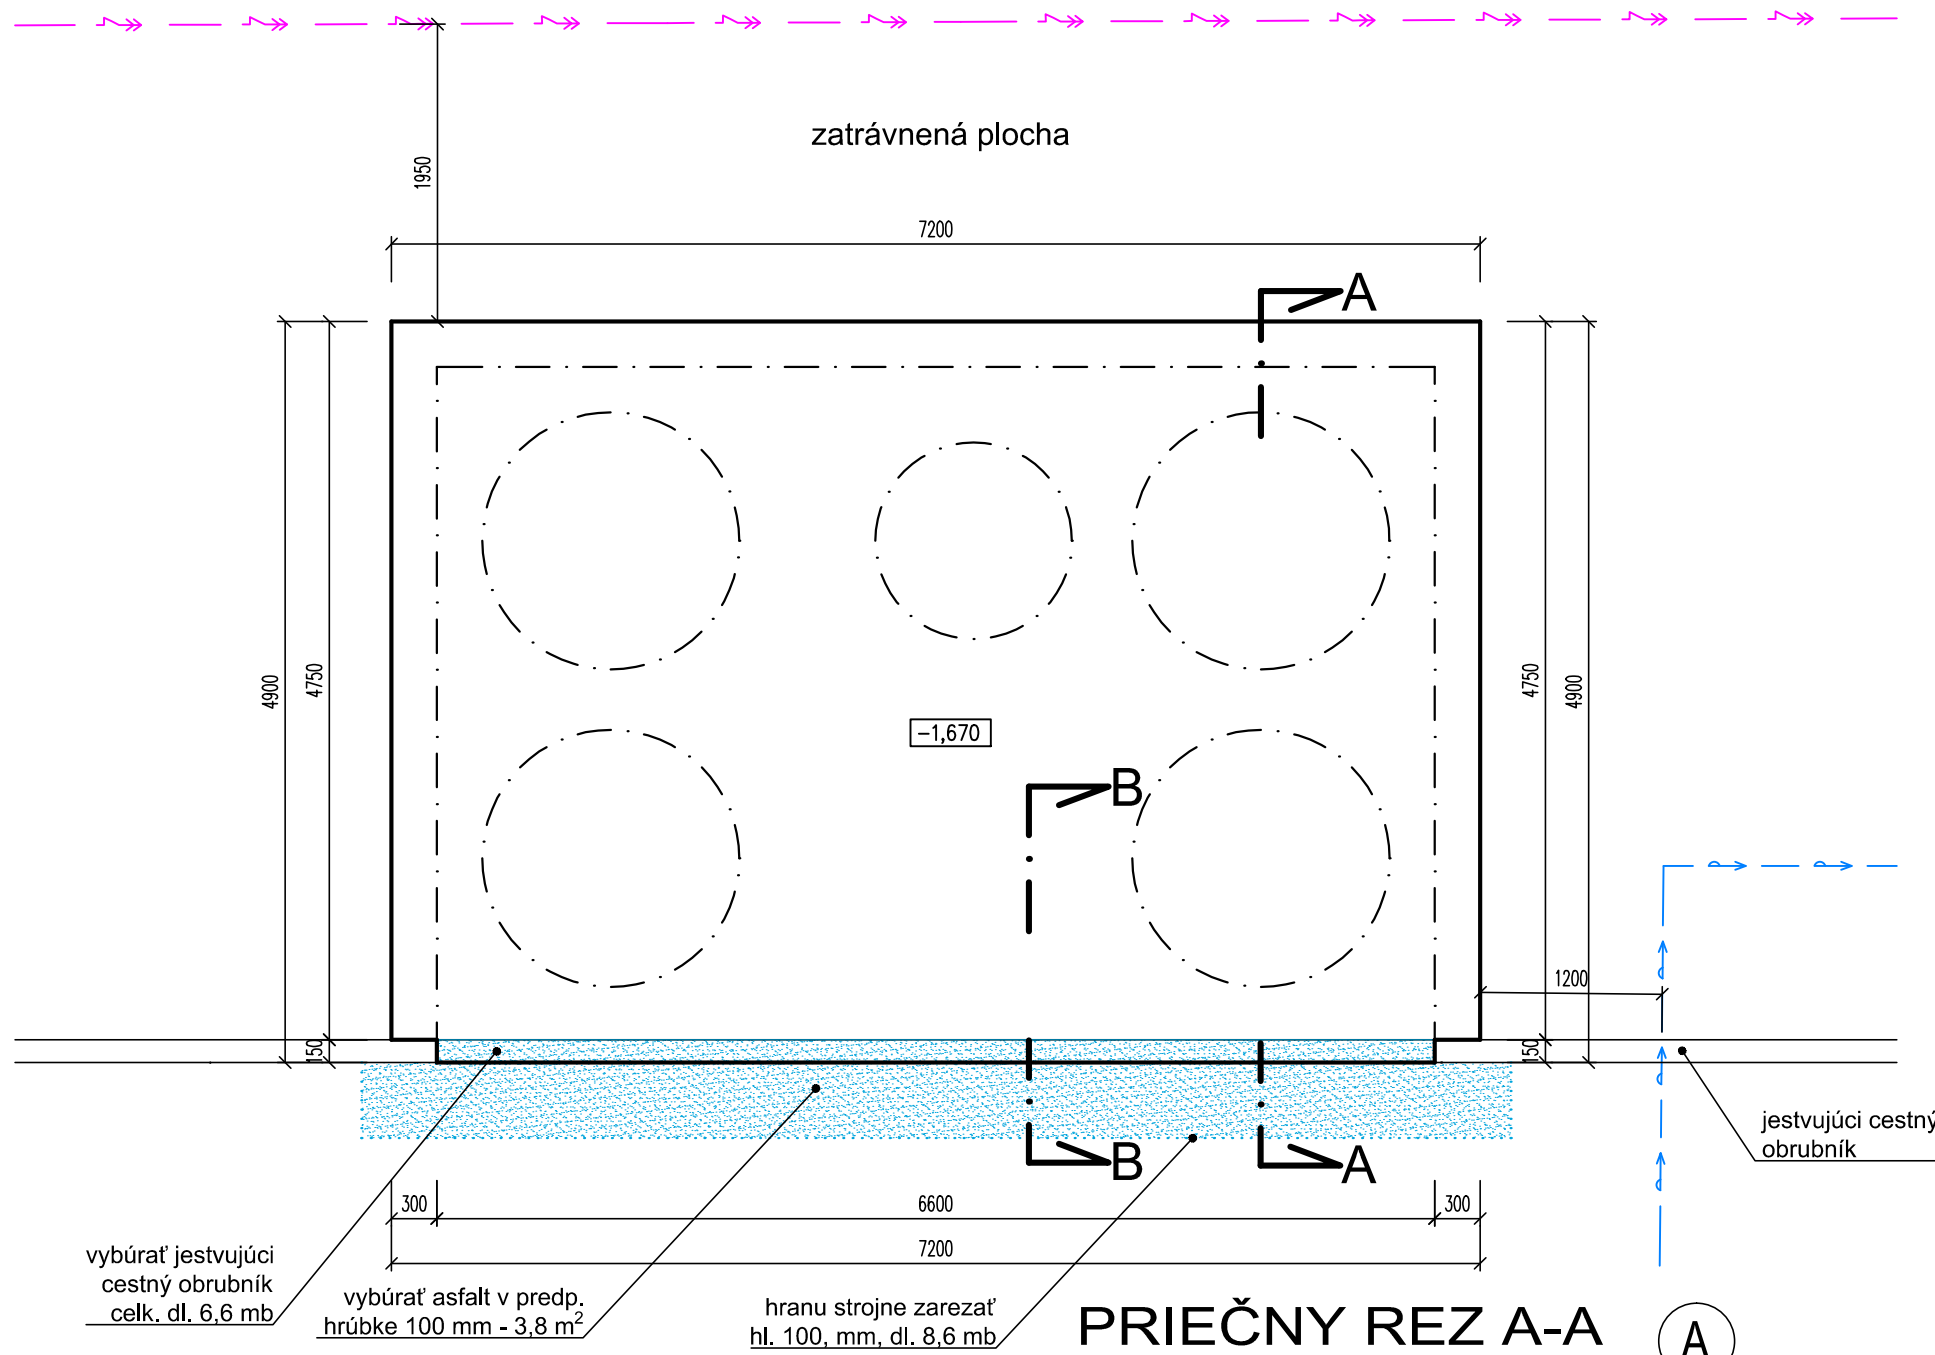 zatrávnená plocha
1950
7200
A
4900
4750
4750
4900
-1,670
B
1200
150
150
jestvujúci cestný
obrubník
B
A
300
6600
300
7200
vybúrať jestvujúci
cestný obrubník
celk. dl. 6,6 mb
vybúrať asfalt v predp.
hrúbke 100 mm - 3,8 m²
hranu strojne zarezať
hl. 100, mm, dl. 8,6 mb
PRIEČNY REZ A-A
A